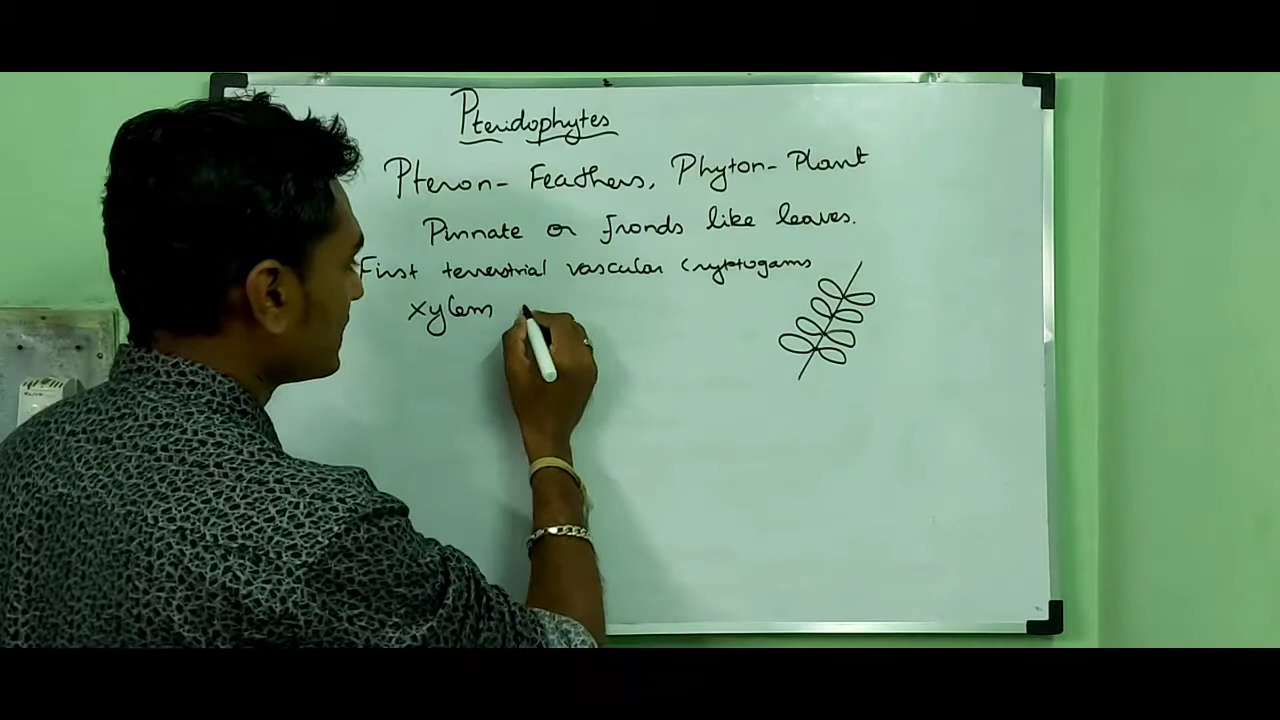 Pteridophytes
Pteron- Feathers, Phyton- Plant
Pinnate or fronds like leaves.
First terrestrial vascular Cryptogams
xylem